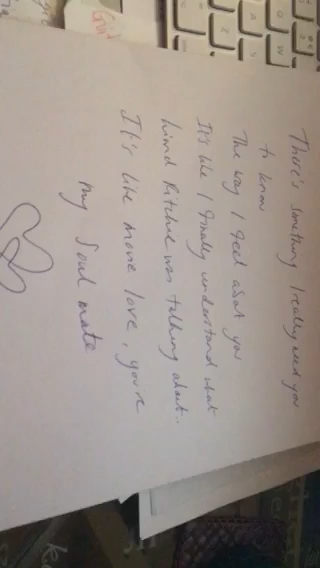 There's something I really need you
to know
The way I feel about you
It's like I finally understand what
Lionel Ritchie was talking about..
It's like more love, you're
my soul mate